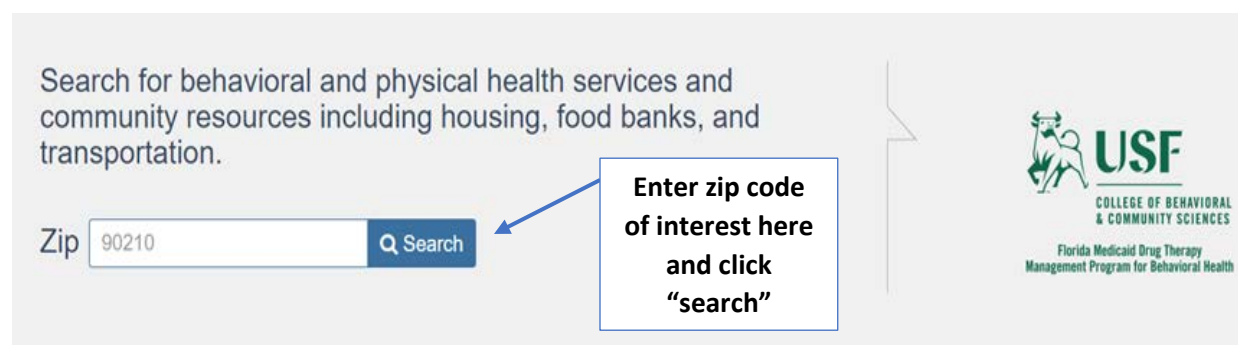 Search for behavioral and physical health services and
community resources including housing, food banks, and
transportation.
Zip 90210 Search
Enter zip code
of interest here
and click
“search”
USF
COLLEGE OF BEHAVIORAL
& COMMUNITY SCIENCES
Florida Medicaid Drug Therapy
Management Program for Behavioral Health